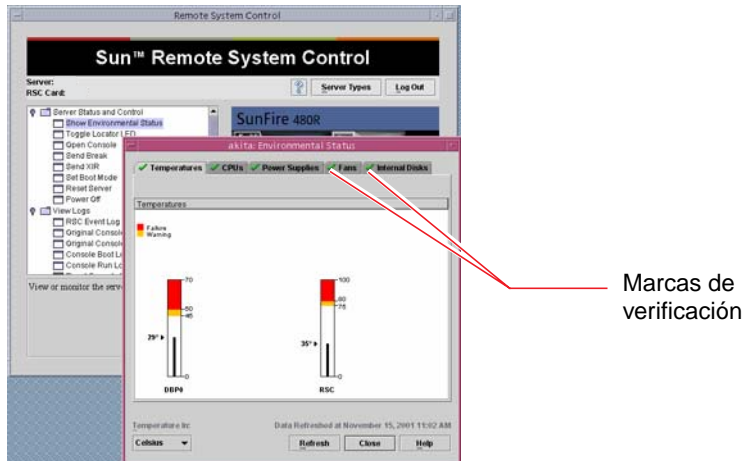 Remote System Control
Sun™ Remote System Control
Server:
RSC Card:
Server Types
Log Out
Server Status and Control
Show Environmental Status
Toggle Locator LED
Open Console
Send Break
Send XIR
Set Boot Mode
Reset Server
Power Off
View Logs
RSC Event Log
Original Console
Original Console
Console Boot L
Console Run Lo
View or monitor the serve
SunFire 480R
akita: Environmental Status
Temperatures
CPUs
Power Supplies
Fans
Internal Disks
Temperatures
Failure
Warning
70
50
45
29°
0
DBP0
100
80
75
35°
0
RSC
Temperature In:
Celsius
Data Refreshed at November 15, 2001 11:02 AM
Refresh
Close
Help
Marcas de
verificación